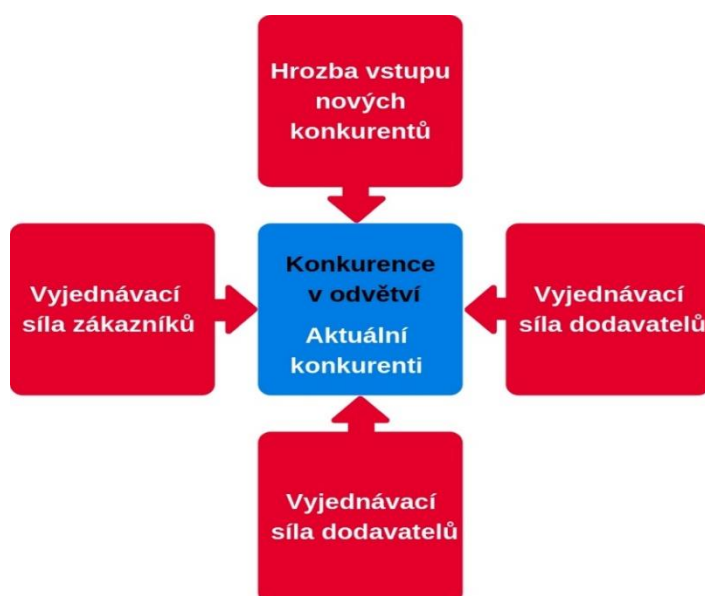 Hrozba vstupu
nových
konkurentů
Vyjednávací
síla zákazníků
Konkurence
v odvětví
Aktuální
konkurenti
Vyjednávací
síla dodavatelů
Vyjednávací
síla dodavatelů